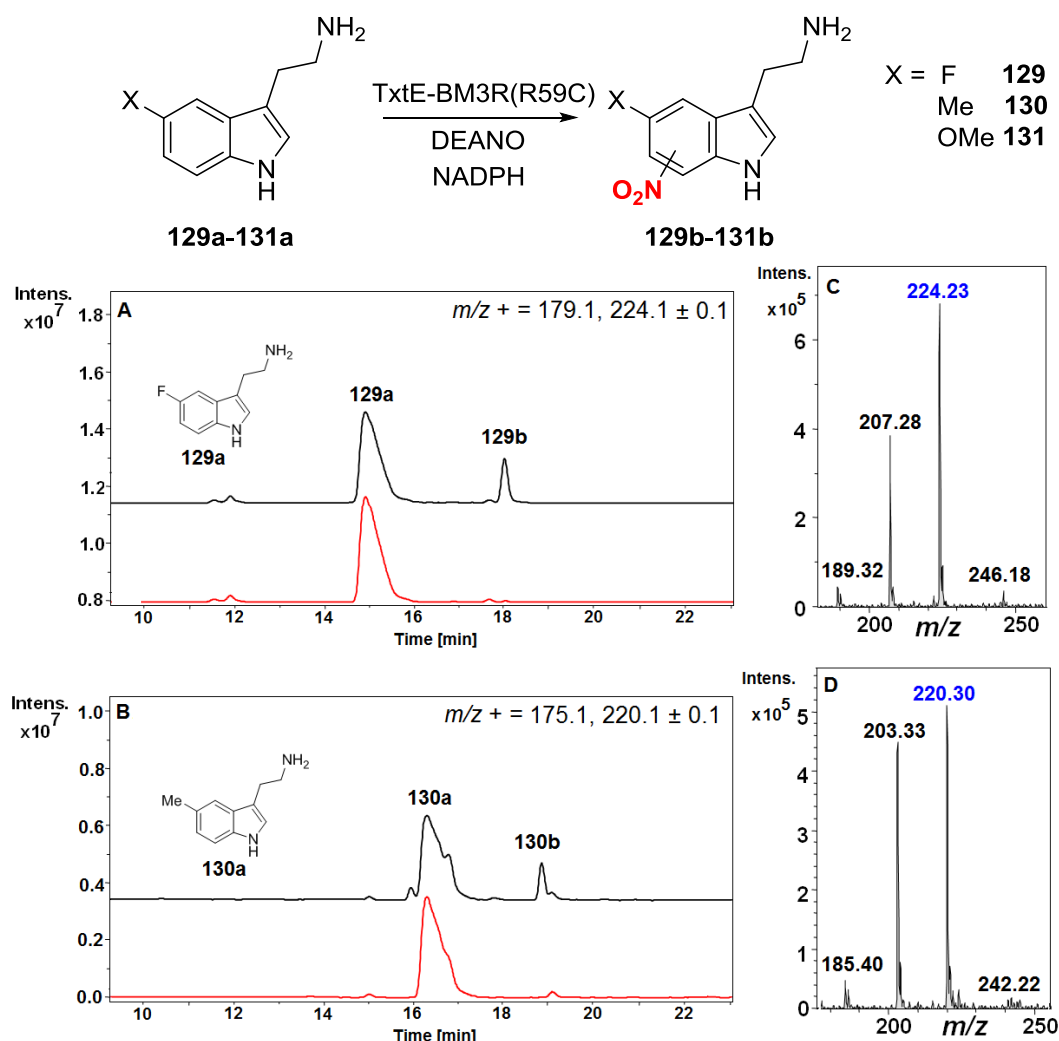 NH2
NH2
X
N
H
TxtE-BM3R(R59C)
DEANO
NADPH
X
O2N
N
H
X = F 129
Me 130
OMe 131
129a-131a
129b-131b
Intens.
x10^7
A
m/z + = 179.1, 224.1 ± 0.1
1.8
1.6
1.4
1.2
1.0
0.8
NH2
F
N
H
129a
129a
129b
10 12 14 16 18 20 22
Time [min]
Intens.
x10^5
C
224.23
207.28
189.32
246.18
6
4
2
0
200 m/z 250
Intens.
x10^7
B
m/z + = 175.1, 220.1 ± 0.1
1.0
0.8
0.6
0.4
0.2
0.0
NH2
Me
N
H
130a
130a
130b
10 12 14 16 18 20 22
Time [min]
Intens.
x10^5
D
220.30
203.33
185.40
242.22
5
4
3
2
1
0
200 m/z 250